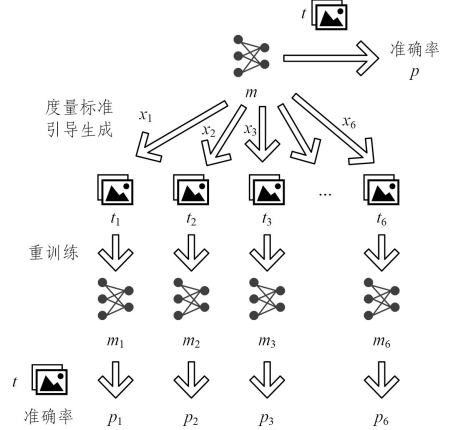 t
准确率
p
m
度量标准
引导生成
x1 x2 x3 x6
t1 t2 t3 ... t6
重训练
m1 m2 m3 m6
t
准确率 p1 p2 p3 p6